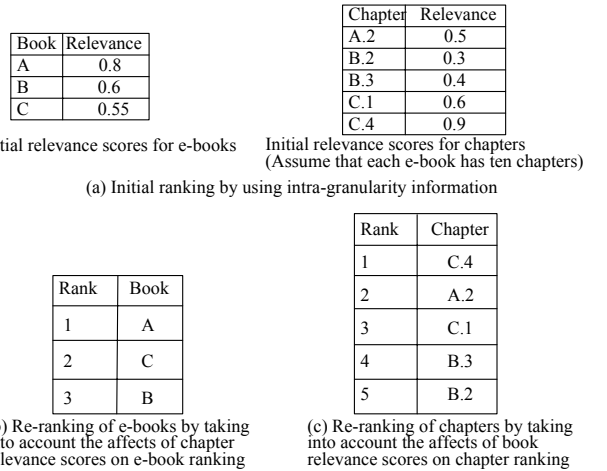 Book Relevance
A 0.8
B 0.6
C 0.55
tial relevance scores for e-books
Chapter Relevance
A.2 0.5
B.2 0.3
B.3 0.4
C.1 0.6
C.4 0.9
Initial relevance scores for chapters
(Assume that each e-book has ten chapters)
(a) Initial ranking by using intra-granularity information
Rank Book
1 A
2 C
3 B
) Re-ranking of e-books by taking
to account the affects of chapter
levance scores on e-book ranking
Rank Chapter
1 C.4
2 A.2
3 C.1
4 B.3
5 B.2
(c) Re-ranking of chapters by taking
into account the affects of book
relevance scores on chapter ranking